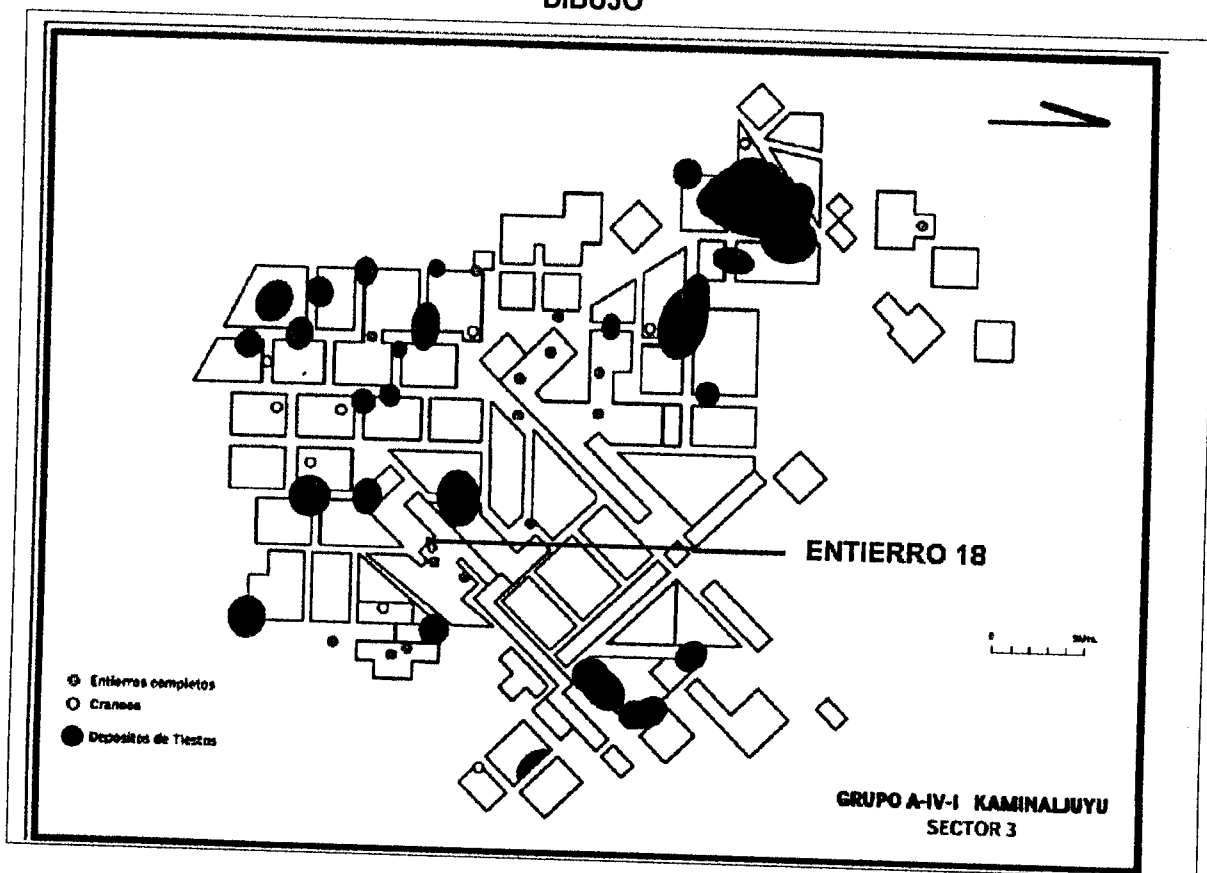 DIBUJO
ENTIERRO 18
Entierros completos
Craneos
Depositos de Tiestos
GRUPO A-IV-I KAMINALJUYU
SECTOR 3